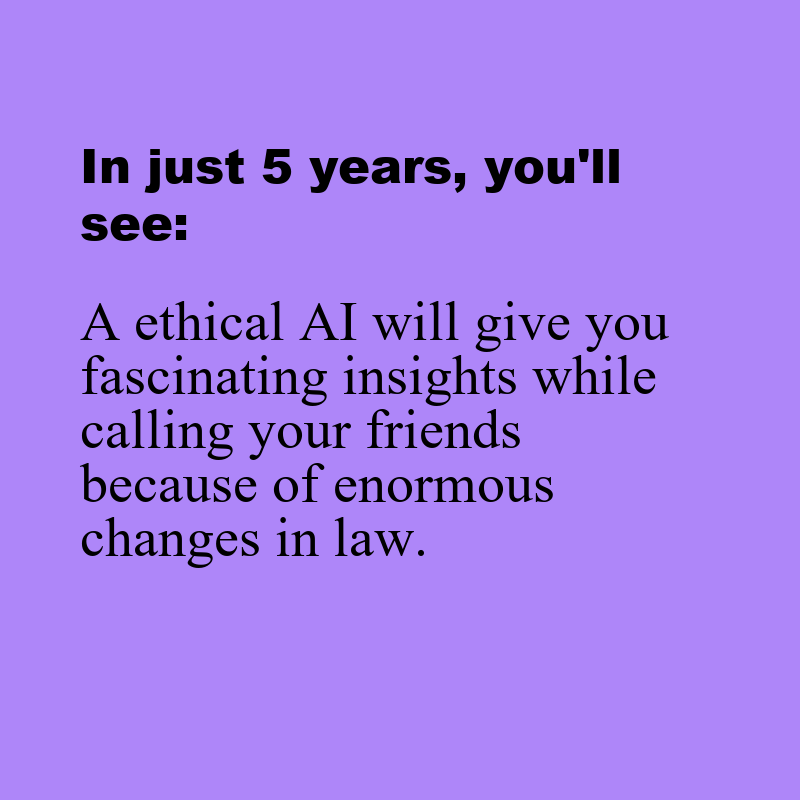 In just 5 years, you'll
see:
A ethical AI will give you
fascinating insights while
calling your friends
because of enormous
changes in law.